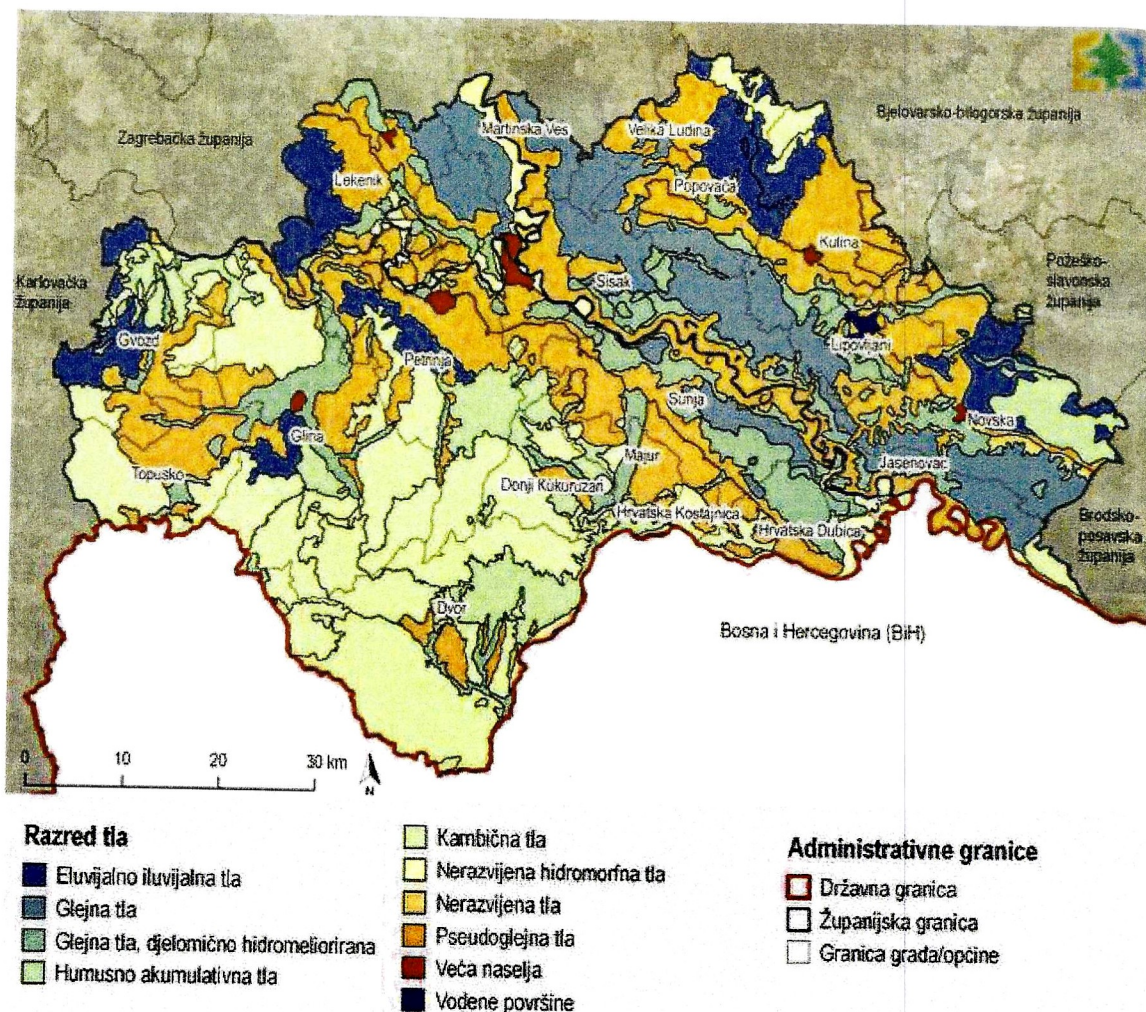 Zagrebačka županija
Bjelovarsko-bilogorska županija
Martinska Ves
Velika Ludina
Lekenik
Popovača
Kutina
Karlovačka
županija
Požeško-
slavonska
županija
Sisak
Gvozd
Lipovljani
Petrinja
Sunja
Novska
Glina
Majur
Jasenovac
Topusko
Donji Kukuruzari
Hrvatska Kostajnica
Hrvatska Dubica
Brodsko-
posavska
županija
Dvor
Bosna i Hercegovina (BiH)
0 10 20 30 km
N
Razred tla
Eluvijalno iluvijalna tla
Glejna tla
Glejna tla, djelomično hidromeliorirana
Humusno akumulativna tla
Kambična tla
Nerazvijena hidromorfna tla
Nerazvijena tla
Pseudoglejna tla
Veća naselja
Vodene površine
Administrativne granice
Državna granica
Županijska granica
Granica grada/općine